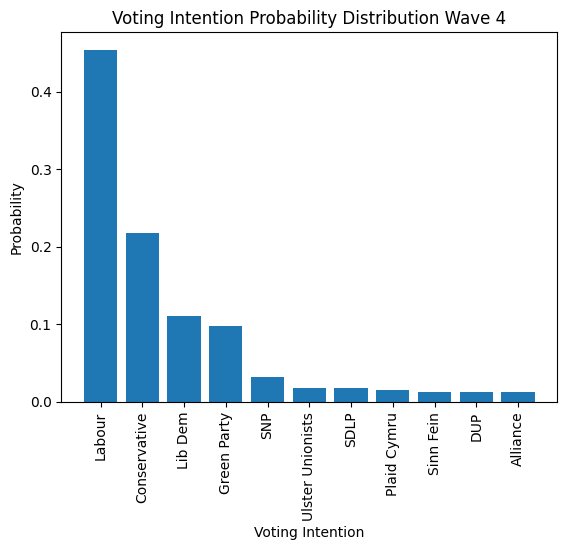 Voting Intention Probability Distribution Wave 4
Probability
0.4
0.3
0.2
0.1
0.0
Labour
Conservative
Lib Dem
Green Party
SNP
Ulster Unionists
SDLP
Plaid Cymru
Sinn Fein
DUP
Alliance
Voting Intention